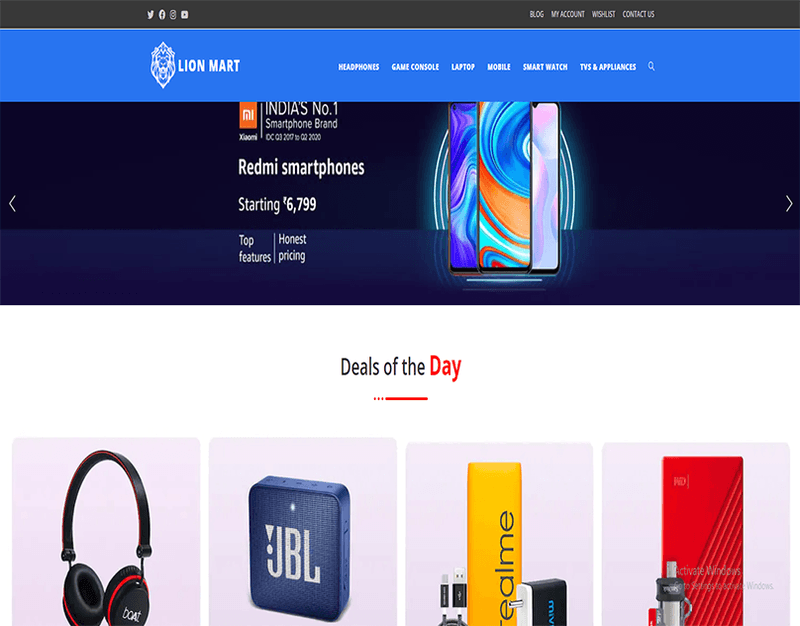 BLOG MY ACCOUNT WISHLIST CONTACT US
LION MART
HEADPHONES GAME CONSOLE LAPTOP MOBILE SMART WATCH TVS & APPLIANCES
mi
Xiaomi
INDIA'S No.1
Smartphone Brand
IDC Q3 2017 to Q2 2020
Redmi smartphones
Starting ₹6,799
Top
features
Honest
pricing
Deals of the Day
boAt
JBL
realme
mivi
WD
Activate Windows
Go to Settings to activate Windows.